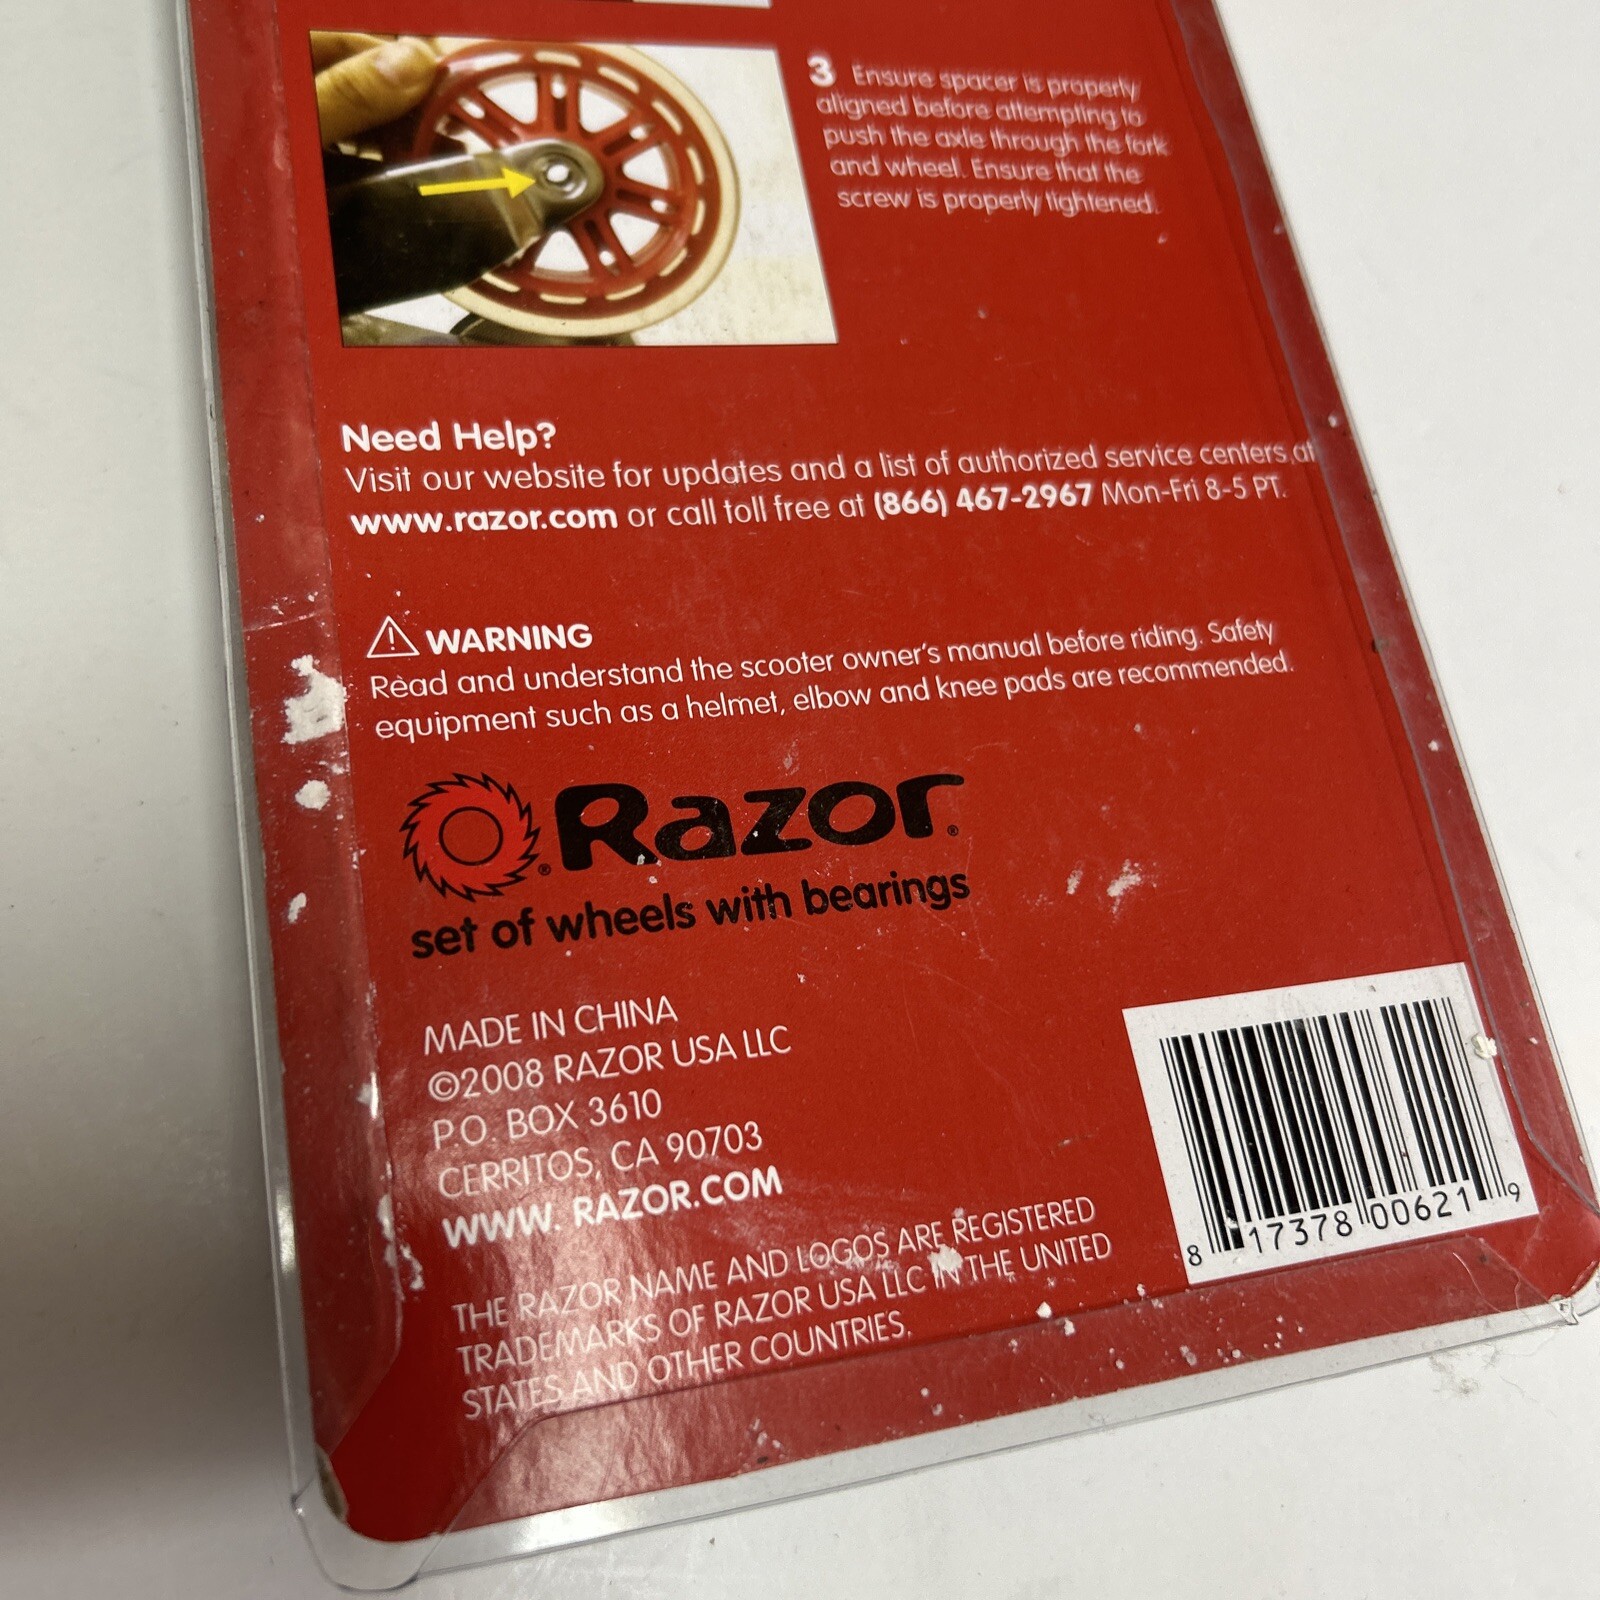 3 Ensure spacer is properly
aligned before attempting to
push the axle through the fork
and wheel. Ensure that the
screw is properly tightened.
Need Help?
Visit our website for updates and a list of authorized service centers, at
www.razor.com or call toll free at (866) 467-2967 Mon-Fri 8-5 PT.
WARNING
Read and understand the scooter owner's manual before riding. Safety
equipment such as a helmet, elbow and knee pads are recommended.
Razor®
set of wheels with bearings
MADE IN CHINA
©2008 RAZOR USA LLC
P.O. BOX 3610
CERRITOS, CA 90703
WWW. RAZOR.COM
THE RAZOR NAME AND LOGOS ARE REGISTERED
TRADEMARKS OF RAZOR USA LLC IN THE UNITED
STATES AND OTHER COUNTRIES.
8 17378 00621 9